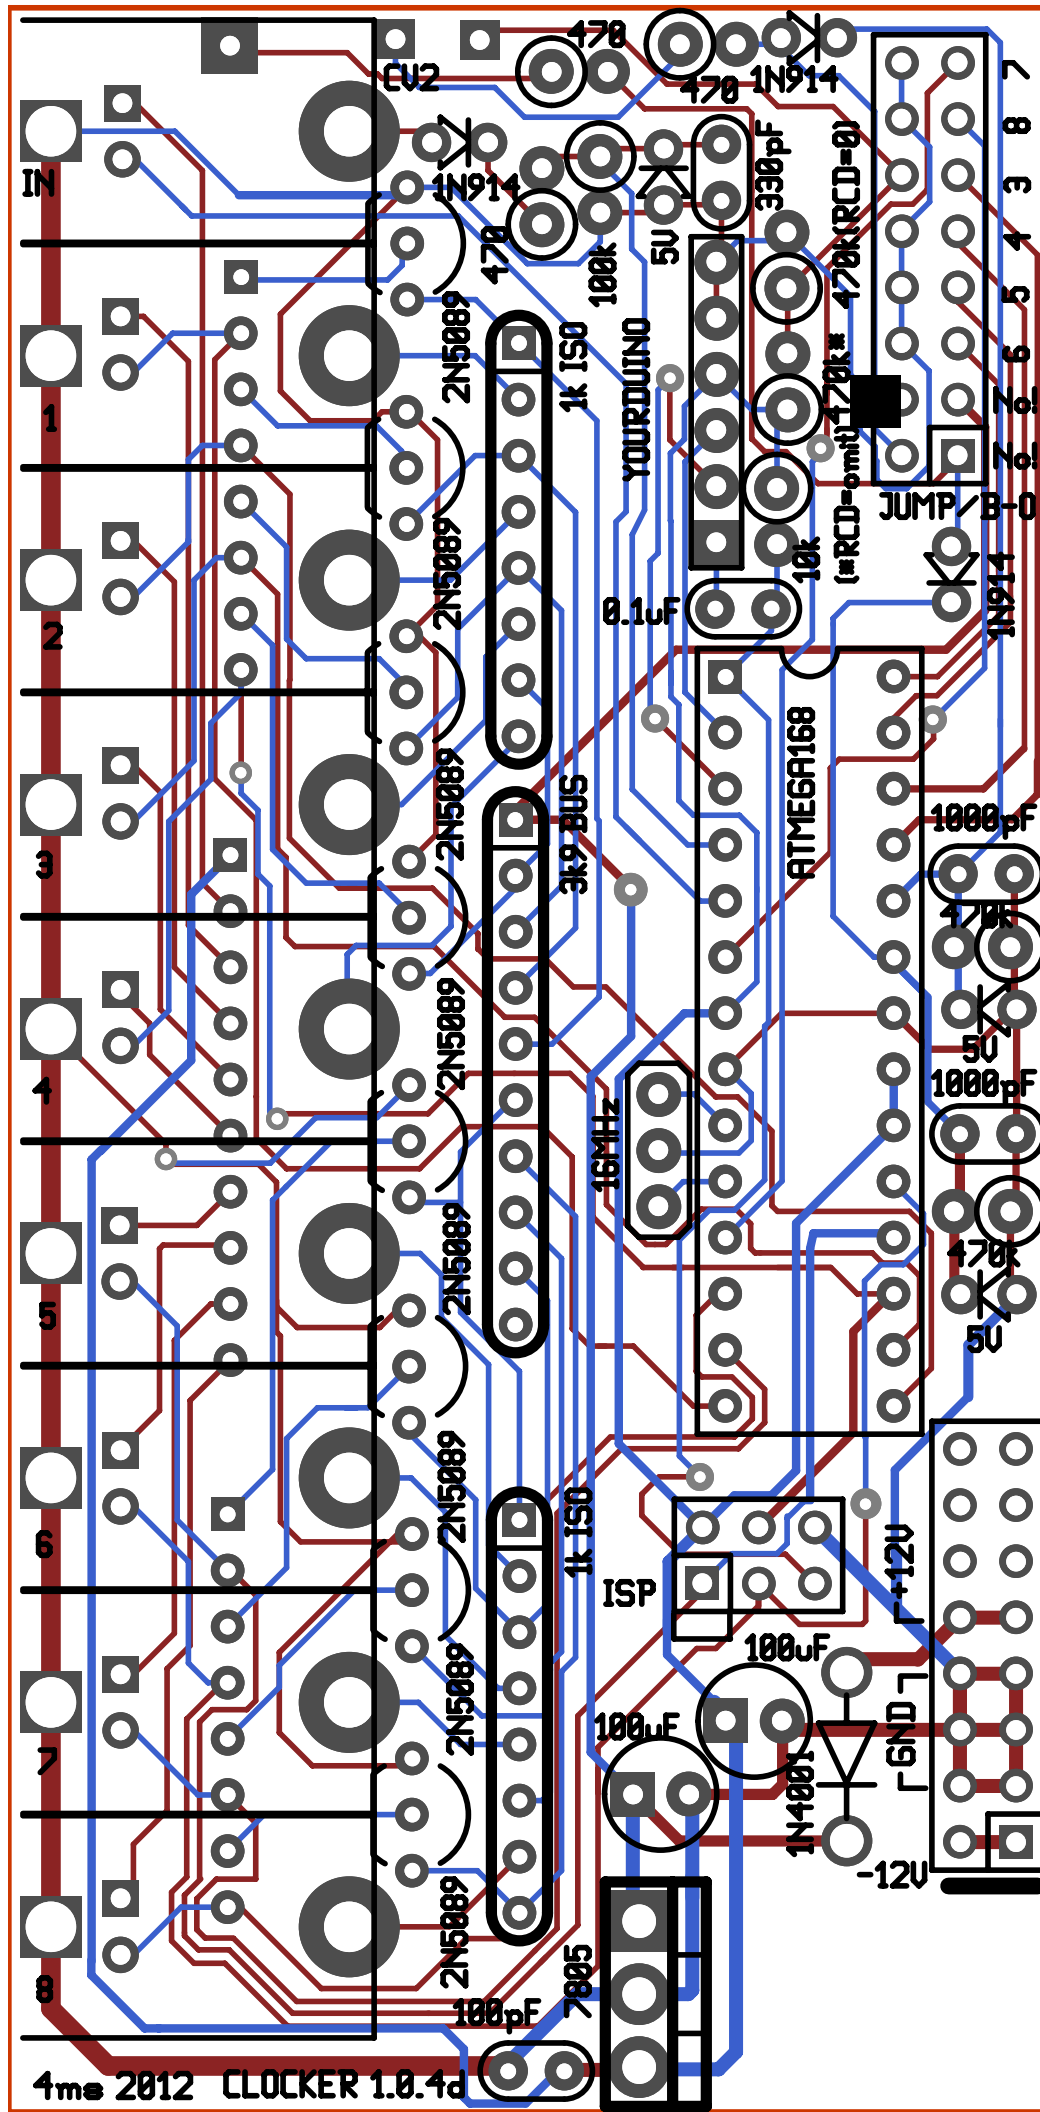 470
CV2
470
1N914
7
8
3
4
5
6
No!
No!
IN
1N914
470
100k
5V
330pF
470k(RCD=0)
470k*
(*RCD=omit)
YOURDUINO
1k ISO
2N5089
JUMP/B-O
10k
1N914
0.1uF
1
2N5089
2
ATMEGA168
2N5089
3k9 BUS
1000pF
3
470k
5V
2N5089
1000pF
4
16MHz
470k
5V
2N5089
5
2N5089
1k ISO
6
+12V
ISP
100uF
2N5089
GND
100uF
7
1N4001
-12V
2N5089
7805
8
100pF
4ms 2012 CLOCKER 1.0.4d